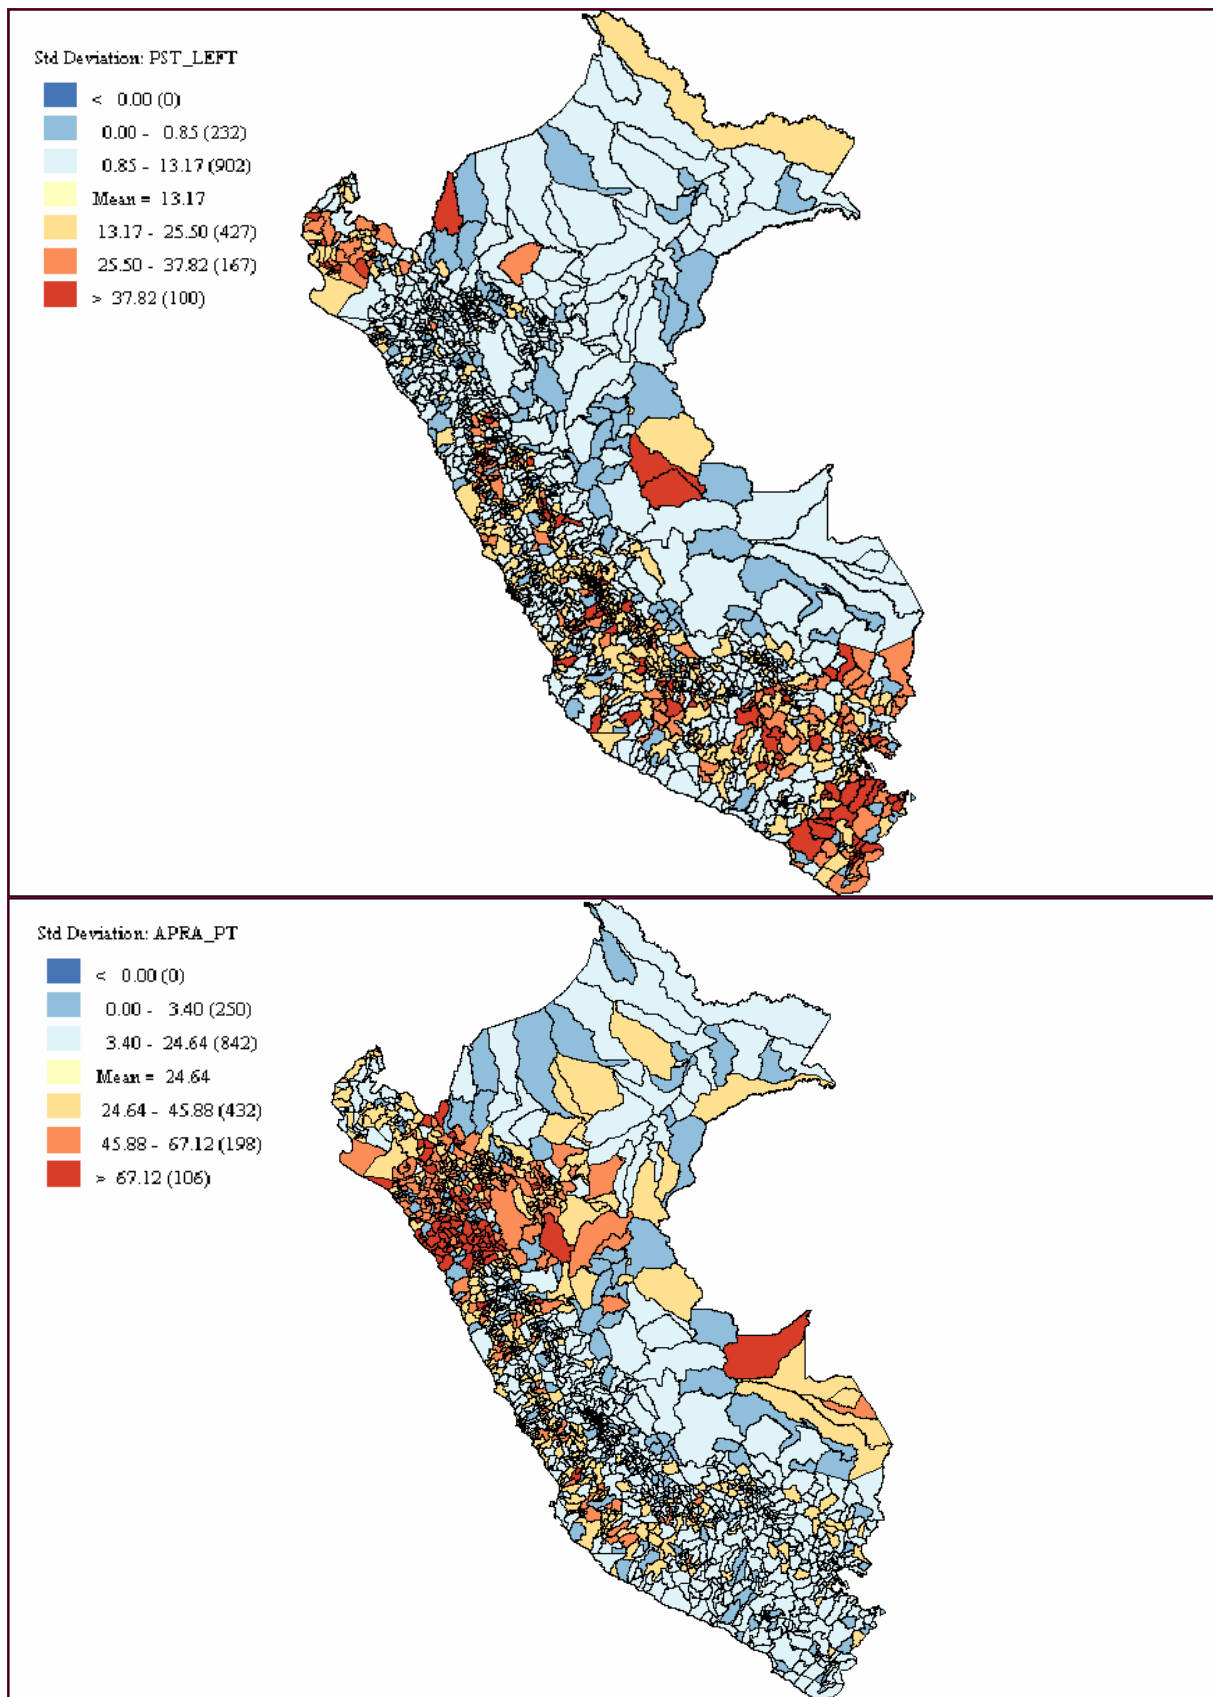 Std Deviation: PST_LEFT
< 0.00 (0)
0.00 - 0.85 (232)
0.85 - 13.17 (902)
Mean = 13.17
13.17 - 25.50 (427)
25.50 - 37.82 (167)
> 37.82 (100)
Std Deviation: APRA_PT
< 0.00 (0)
0.00 - 3.40 (250)
3.40 - 24.64 (842)
Mean = 24.64
24.64 - 45.88 (432)
45.88 - 67.12 (198)
> 67.12 (106)